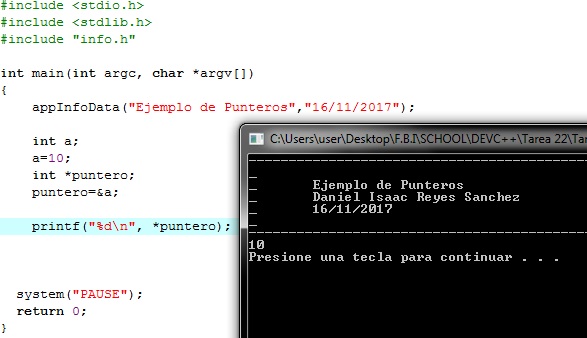 #include <stdio.h>
#include <stdlib.h>
#include "info.h"
int main(int argc, char *argv[])
{
appInfoData("Ejemplo de Punteros","16/11/2017");
int a;
a=10;
int *puntero;
puntero=&a;
printf("%d\n", *puntero);
system("PAUSE");
return 0;
}
C:\Users\user\Desktop\F.B.I\SCHOOL\DEVC++\Tarea 22\Tar
Ejemplo de Punteros
Daniel Isaac Reyes Sanchez
16/11/2017
10
Presione una tecla para continuar . . .